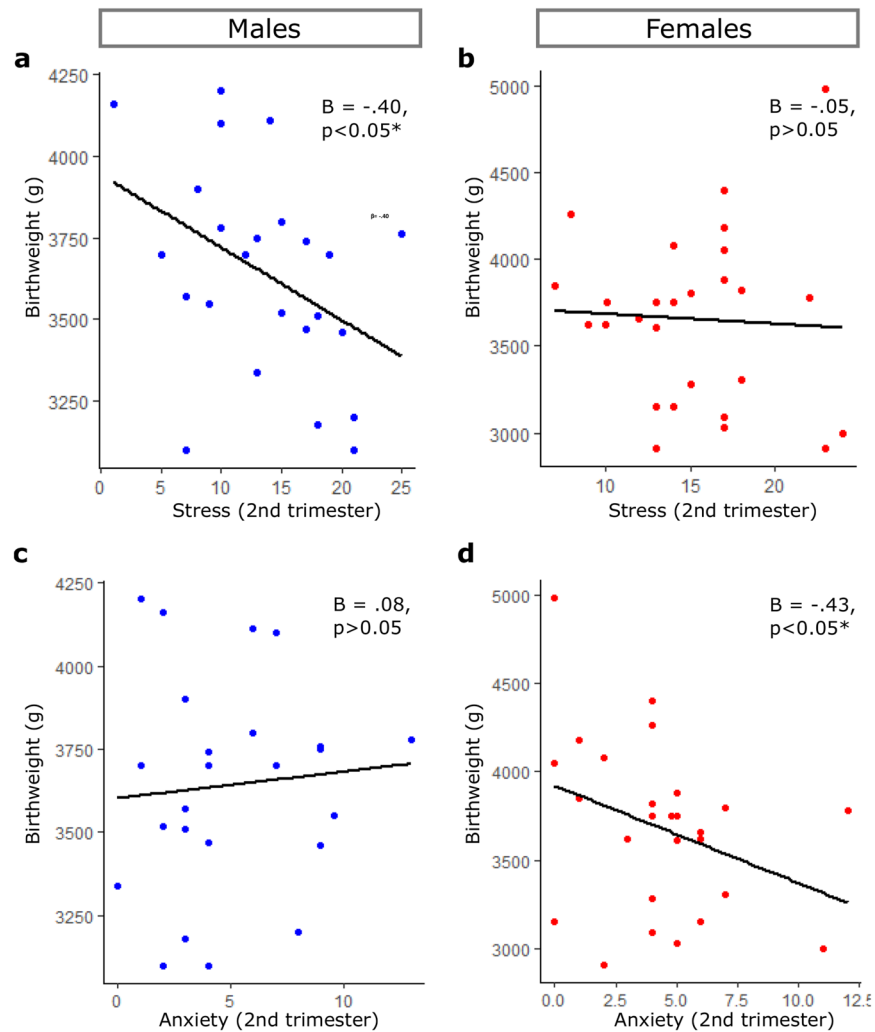 Males
Females
a
b
B = -.40,
p<0.05*
B = -.05,
p>0.05
β= -.40
Birthweight (g)
4250
4000
3750
3500
3250
0 5 10 15 20 25
Stress (2nd trimester)
Birthweight (g)
5000
4500
4000
3500
3000
10 15 20
Stress (2nd trimester)
c
d
B = .08,
p>0.05
B = -.43,
p<0.05*
Birthweight (g)
4250
4000
3750
3500
3250
0 5 10
Anxiety (2nd trimester)
Birthweight (g)
5000
4500
4000
3500
3000
0.0 2.5 5.0 7.5 10.0 12.5
Anxiety (2nd trimester)